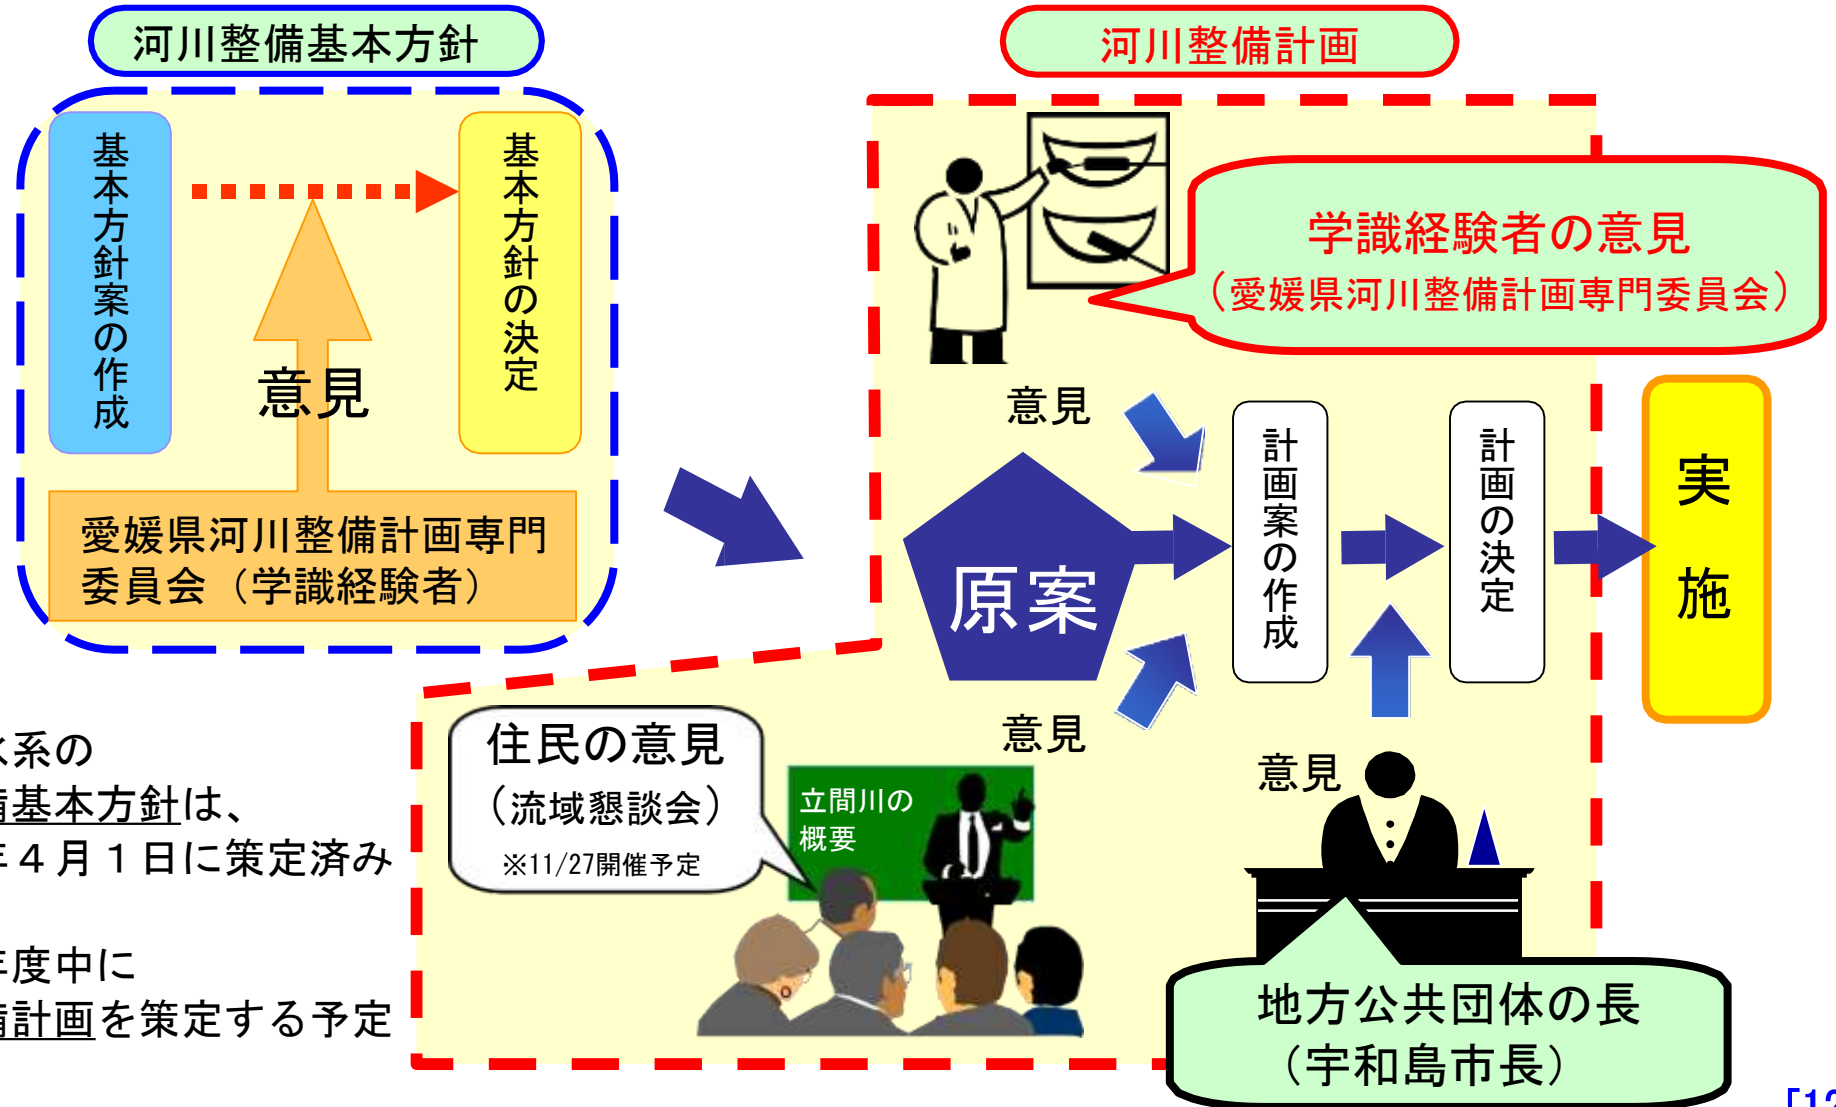 河川整備基本方針
基本方針案の作成
基本方針の決定
意見
愛媛県河川整備計画専門
委員会（学識経験者）
河川整備計画
学識経験者の意見
（愛媛県河川整備計画専門委員会）
意見
原案
計画案の作成
計画の決定
実施
意見
住民の意見
（流域懇談会）
※11/27開催予定
立間川の
概要
意見
地方公共団体の長
（宇和島市長）
水系の
備基本方針は、
年４月１日に策定済み
年度中に
備計画を策定する予定